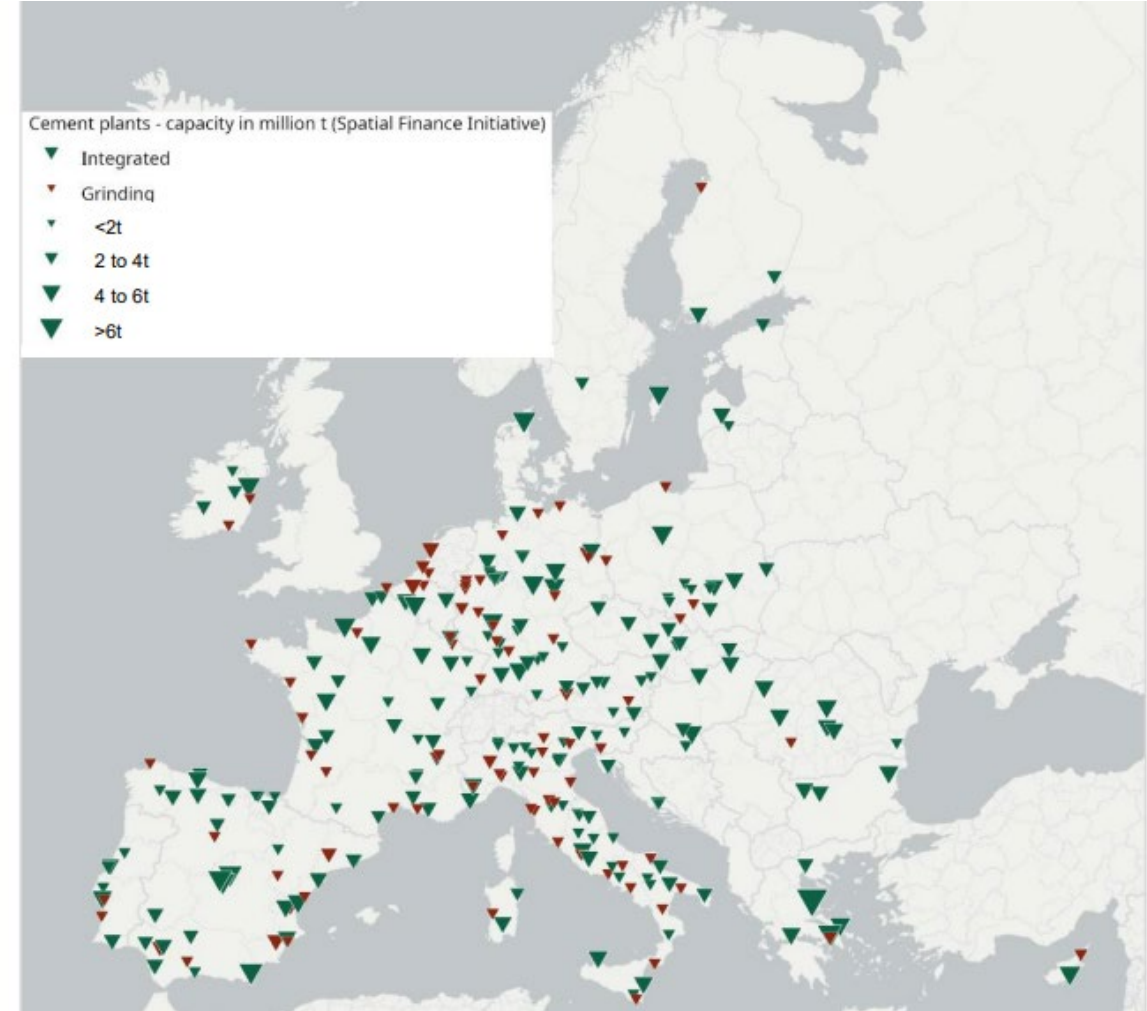 Cement plants - capacity in million t (Spatial Finance Initiative)
Integrated
Grinding
<2t
2 to 4t
4 to 6t
>6t